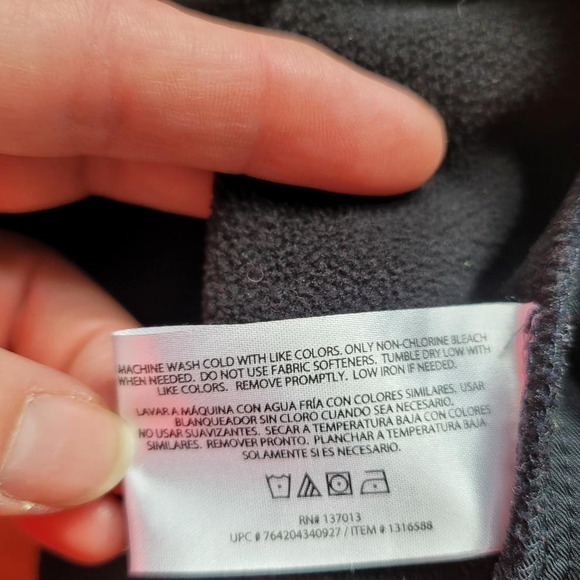 MACHINE WASH COLD WITH LIKE COLORS. ONLY NON-CHLORINE BLEACH
WHEN NEEDED. DO NOT USE FABRIC SOFTENERS. TUMBLE DRY LOW WITH
LIKE COLORS. REMOVE PROMPTLY. LOW IRON IF NEEDED.
LAVAR A MÁQUINA CON AGUA FRÍA CON COLORES SIMILARES. USAR
BLANQUEADOR SIN CLORO CUANDO SEA NECESARIO.
NO USAR SUAVIZANTES. SECAR A TEMPERATURA BAJA CON COLORES
SIMILARES. REMOVER PRONTO. PLANCHAR A TEMPERATURA BAJA
SOLAMENTE SI ES NECESARIO.
RN# 137013
UPC # 764204340927 / ITEM # 1316588